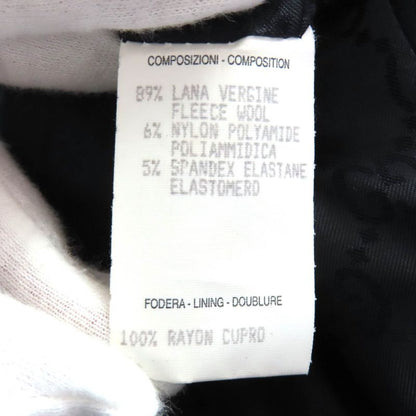 COMPOSIZIONI - COMPOSITION
89% LANA VERGINE
FLEECE WOOL
6% NYLON POLYAMIDE
POLIAMMIDICA
5% SPANDEX ELASTANE
ELASTOMERO
FODERA - LINING - DOUBLURE
100% RAYON CUPRO